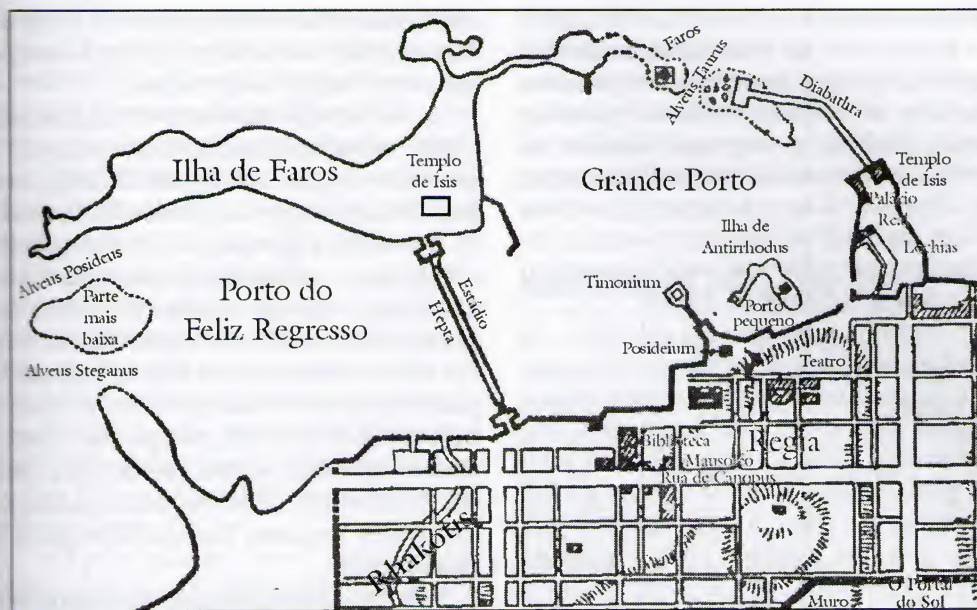 Faros
Alveus Taurus
Diabathra
Ilha de Faros
Templo
de Isis
Grande Porto
Templo
de Isis
Palácio
Real
Lochias
Ilha de
Antirrhodus
Alveus Posideus
Parte
mais
baixa
Porto do
Feliz Regresso
Estádio
Hepta
Timonium
Porto
pequeno
Posideium
Teatro
Alveus Steganus
Biblioteca
Regia
Mausoléo
Rua de Canopus
Rhakotis
Muro
O Portal
do Sol